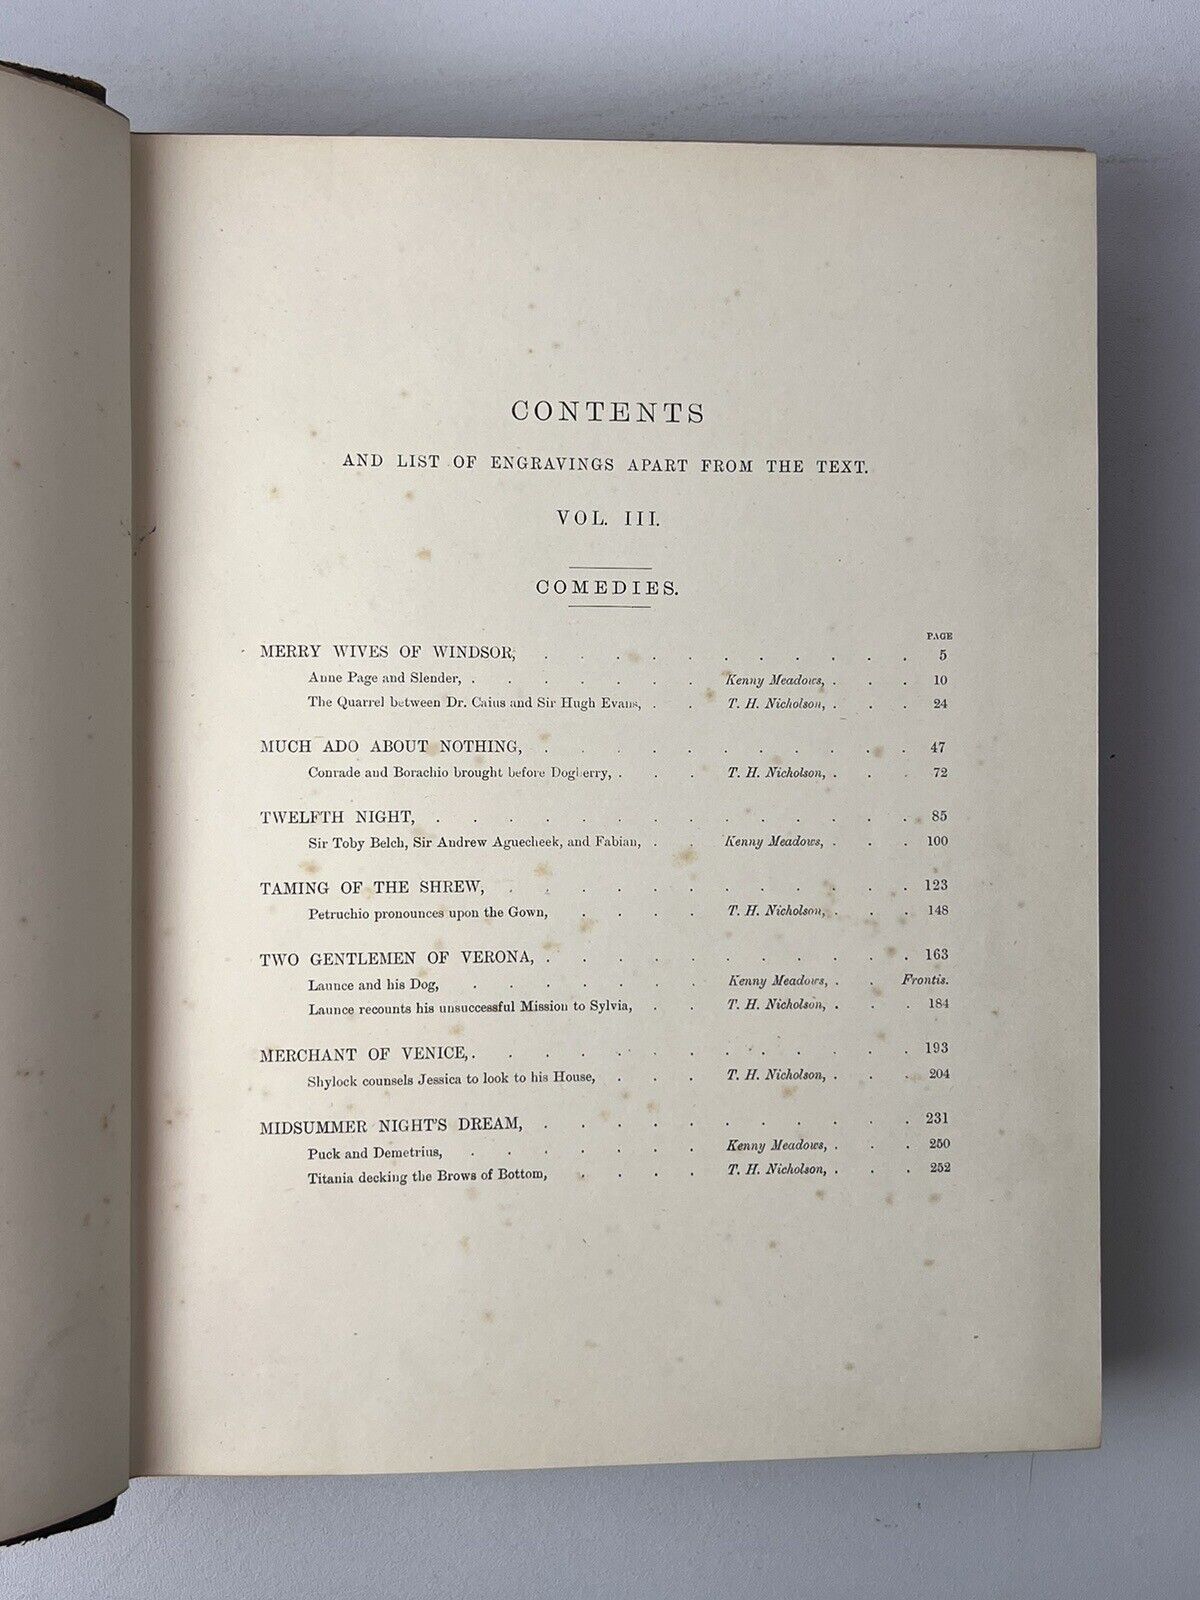 CONTENTS
AND LIST OF ENGRAVINGS APART FROM THE TEXT.
VOL. III.
COMEDIES.
PAGE
MERRY WIVES OF WINDSOR, . . . . . . . . . . . 5
Anne Page and Slender, . . . . . . . Kenny Meadows, . . . 10
The Quarrel between Dr. Caius and Sir Hugh Evans, . . T. H. Nicholson, . . . 24
MUCH ADO ABOUT NOTHING, . . . . . . . . . . . 47
Conrade and Borachio brought before Dogberry, . . . T. H. Nicholson, . . . 72
TWELFTH NIGHT, . . . . . . . . . . . . . . 85
Sir Toby Belch, Sir Andrew Aguecheek, and Fabian, . . Kenny Meadows, . . . 100
TAMING OF THE SHREW, . . . . . . . . . . . . 123
Petruchio pronounces upon the Gown, . . . . T. H. Nicholson, . . . 148
TWO GENTLEMEN OF VERONA, . . . . . . . . . . . 163
Launce and his Dog, . . . . . . . Kenny Meadows, . . Frontis.
Launce recounts his unsuccessful Mission to Sylvia, . . T. H. Nicholson, . . . 184
MERCHANT OF VENICE, . . . . . . . . . . . . . 193
Shylock counsels Jessica to look to his House, . . . T. H. Nicholson, . . . 204
MIDSUMMER NIGHT'S DREAM, . . . . . . . . . . . 231
Puck and Demetrius, . . . . . . . Kenny Meadows, . . . 250
Titania decking the Brows of Bottom, . . . . T. H. Nicholson, . . . 252